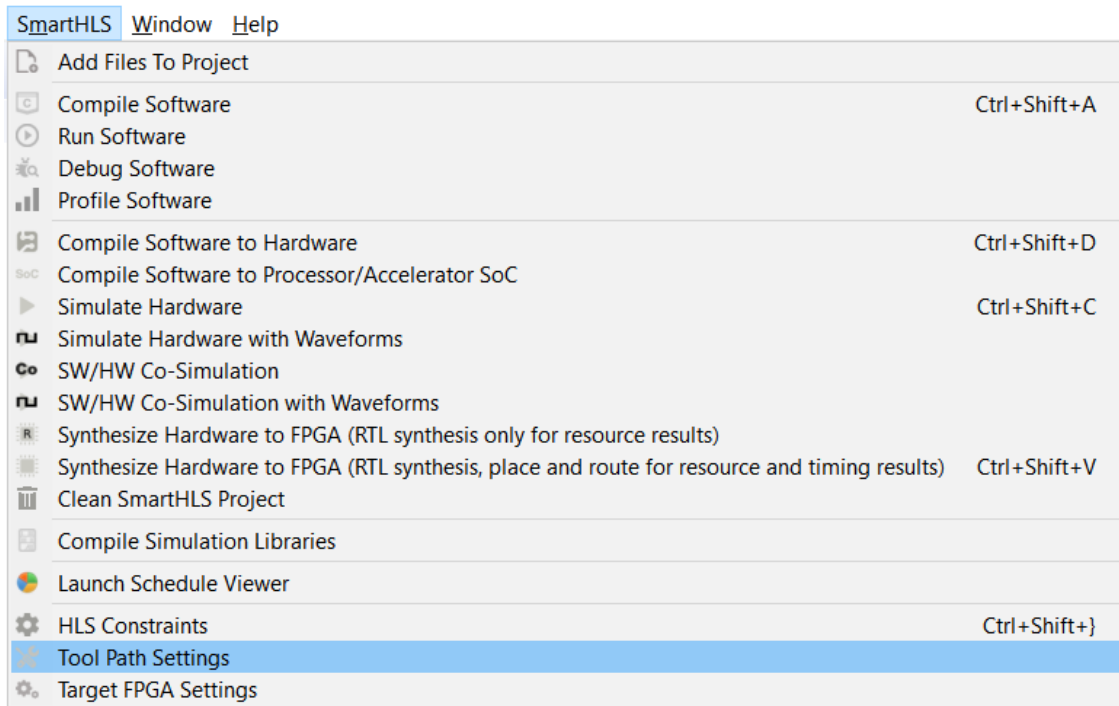 SmartHLS Window Help
Add Files To Project
C Compile Software Ctrl+Shift+A
Run Software
Debug Software
Profile Software
Compile Software to Hardware Ctrl+Shift+D
SoC Compile Software to Processor/Accelerator SoC
Simulate Hardware Ctrl+Shift+C
Simulate Hardware with Waveforms
Co SW/HW Co-Simulation
SW/HW Co-Simulation with Waveforms
R Synthesize Hardware to FPGA (RTL synthesis only for resource results)
Synthesize Hardware to FPGA (RTL synthesis, place and route for resource and timing results) Ctrl+Shift+V
Clean SmartHLS Project
Compile Simulation Libraries
Launch Schedule Viewer
HLS Constraints Ctrl+Shift+}
Tool Path Settings
Target FPGA Settings